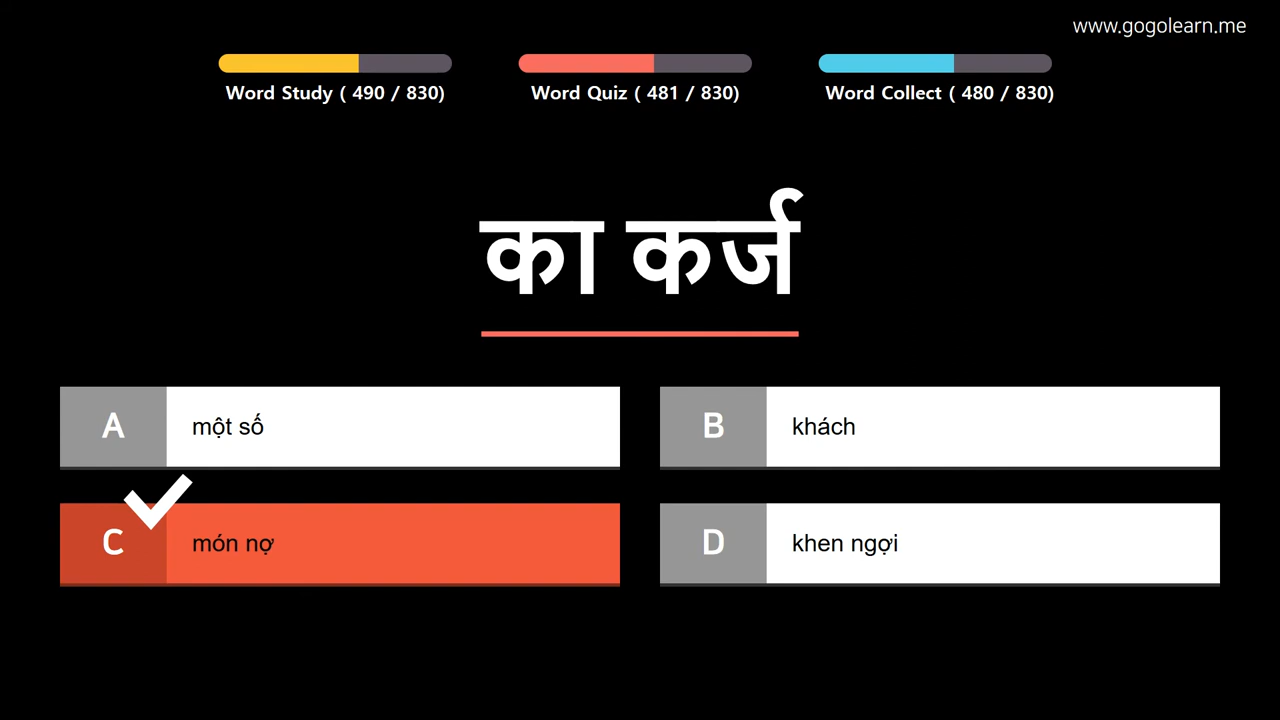 www.gogolearn.me
Word Study ( 490 / 830)
Word Quiz ( 481 / 830)
Word Collect ( 480 / 830)
का कर्ज
A một số
B khách
C món nợ
D khen ngợi